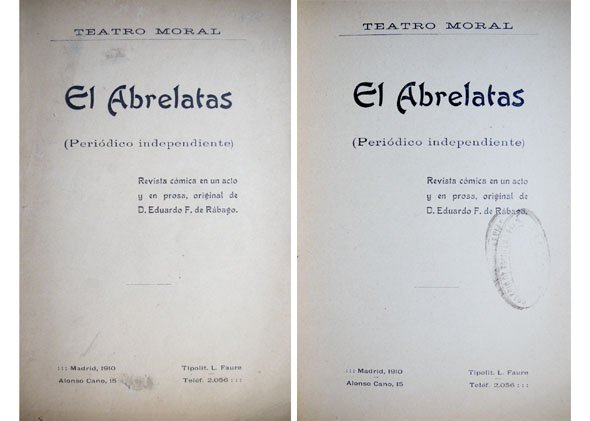 TEATRO MORAL
El Abrelatas
(Periódico independiente)
Revista cómica en un acto
y en prosa, original de
D. Eduardo F. de Rábago.
::: Madrid, 1910
Alonso Cano, 15
Tipolit. L. Faure
Teléf. 2.056 :::
TEATRO MORAL
El Abrelatas
(Periódico independiente)
Revista cómica en un acto
y en prosa, original de
D. Eduardo F. de Rábago.
::: Madrid, 1910
Alonso Cano, 15
Tipolit. L. Faure
Teléf. 2.056 :::